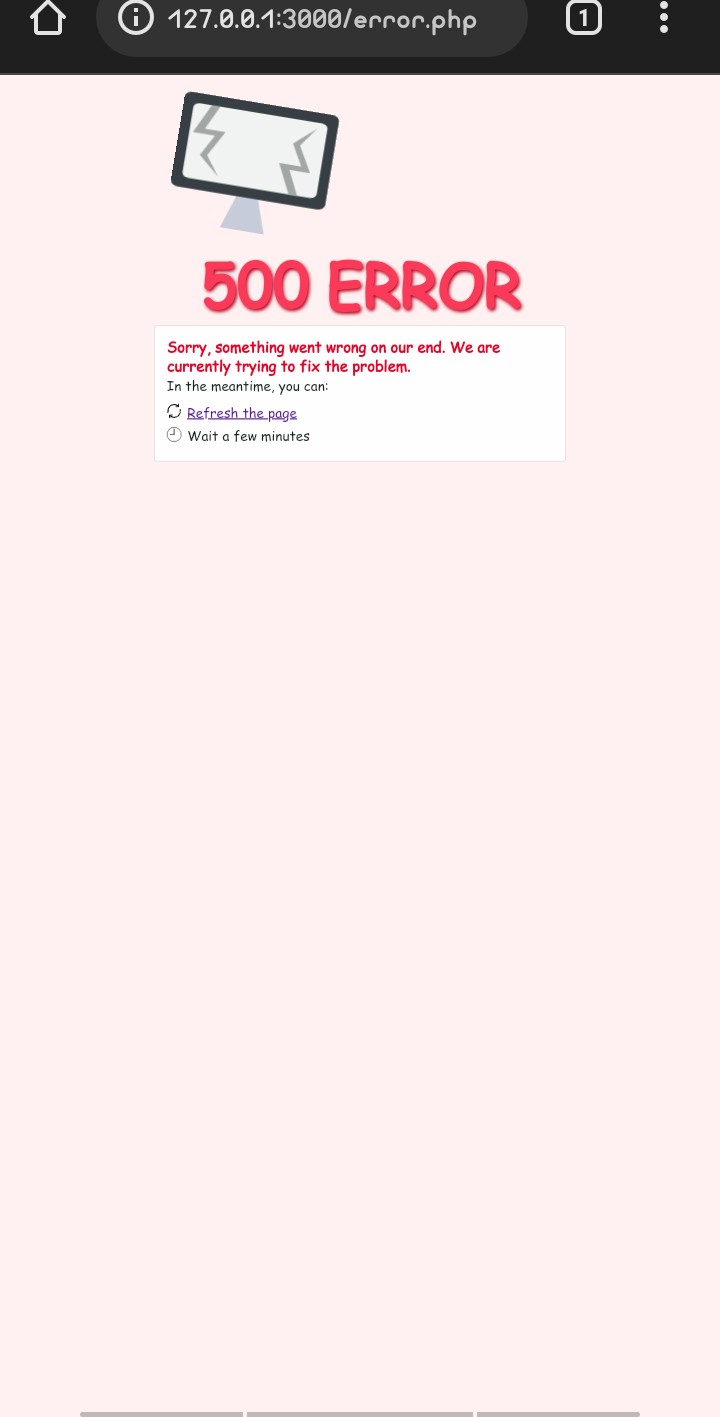 127.0.0.1:3000/error.php
1
500 ERROR
Sorry, something went wrong on our end. We are
currently trying to fix the problem.
In the meantime, you can:
Refresh the page
Wait a few minutes